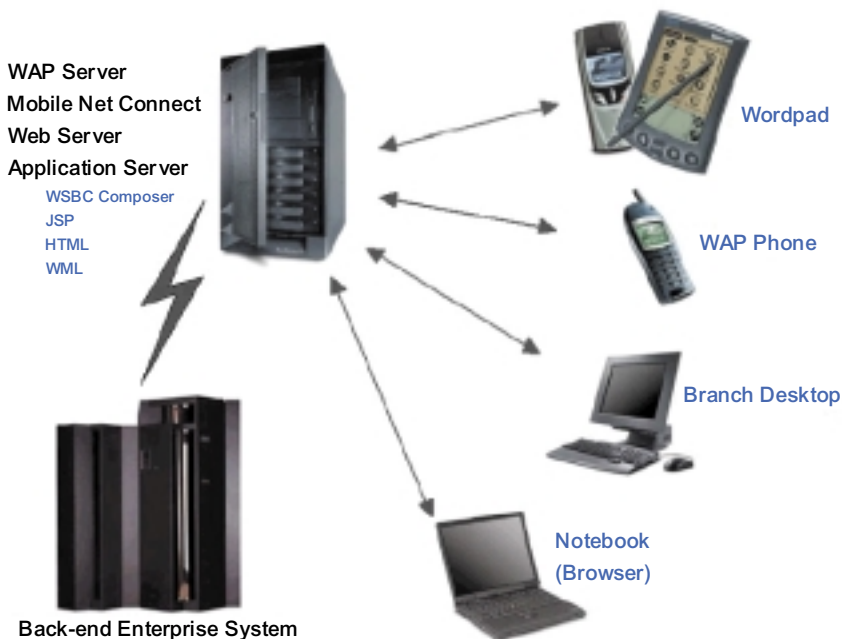 WAP Server
Mobile Net Connect
Web Server
Application Server
WSBC Composer
JSP
HTML
WML
Wordpad
WAP Phone
Branch Desktop
Notebook
(Browser)
Back-end Enterprise System